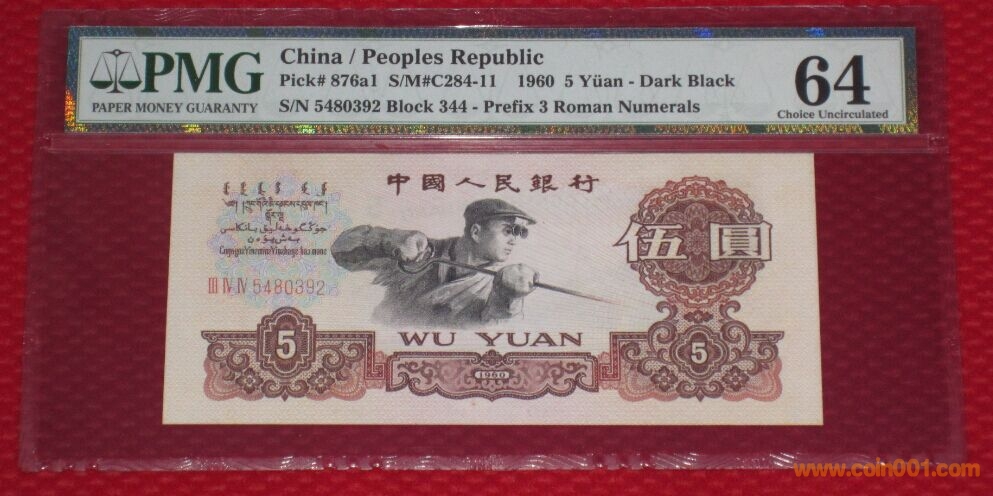 PMG
PAPER MONEY GUARANTY
China / Peoples Republic
Pick# 876a1 S/M#C284-11 1960 5 Yüan - Dark Black
S/N 5480392 Block 344 - Prefix 3 Roman Numerals
64
Choice Uncirculated
中國人民銀行
伍圓
III IV IV 5480392
WU YUAN
5
1960
5
www.coin001.com